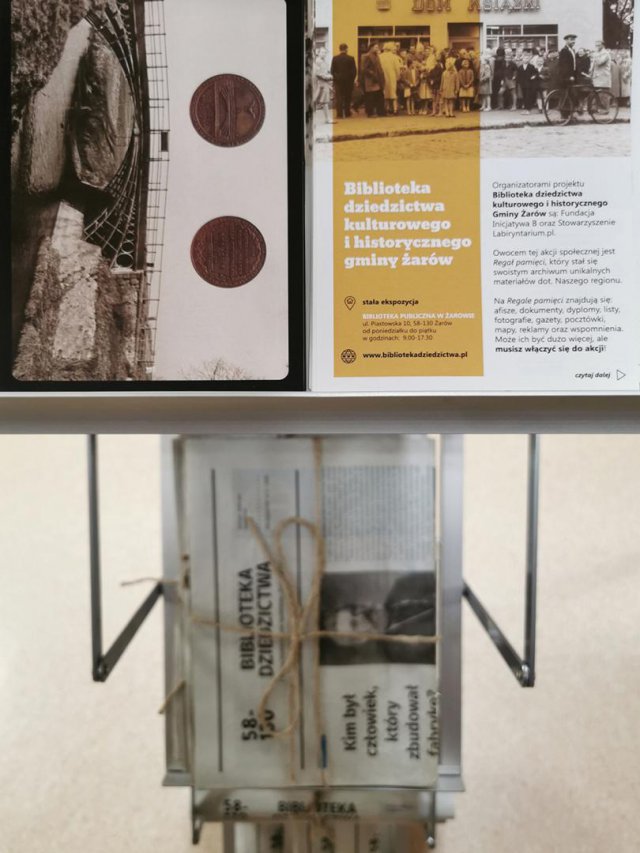 DOM KSIĄŻKI
Biblioteka
dziedzictwa
kulturowego
i historycznego
gminy żarów
stała ekspozycja
BIBLIOTEKA PUBLICZNA W ŻAROWIE
ul. Piastowska 10, 58-130 Żarów
od poniedziałku do piątku
w godzinach: 9.00-17.30
www.bibliotekadziedzictwa.pl
Organizatorami projektu
Biblioteka dziedzictwa
kulturowego i historycznego
Gminy Żarów są: Fundacja
Inicjatywa B oraz Stowarzyszenie
Labiryntarium.pl.
Owocem tej akcji społecznej jest
Regał pamięci, który stał się
swoistym archiwum unikalnych
materiałów dot. Naszego regionu.
Na Regale pamięci znajdują się:
afisze, dokumenty, dyplomy, listy,
fotografie, gazety, pocztówki,
mapy, reklamy oraz wspomnienia.
Może ich być dużo więcej, ale
musisz włączyć się do akcji!
czytaj dalej
58-
130
BIBLIOTEKA
DZIEDZICTWA
Kim był
człowiek,
który
zbudował
fabrykę?
58-
BIBLIOTEKA